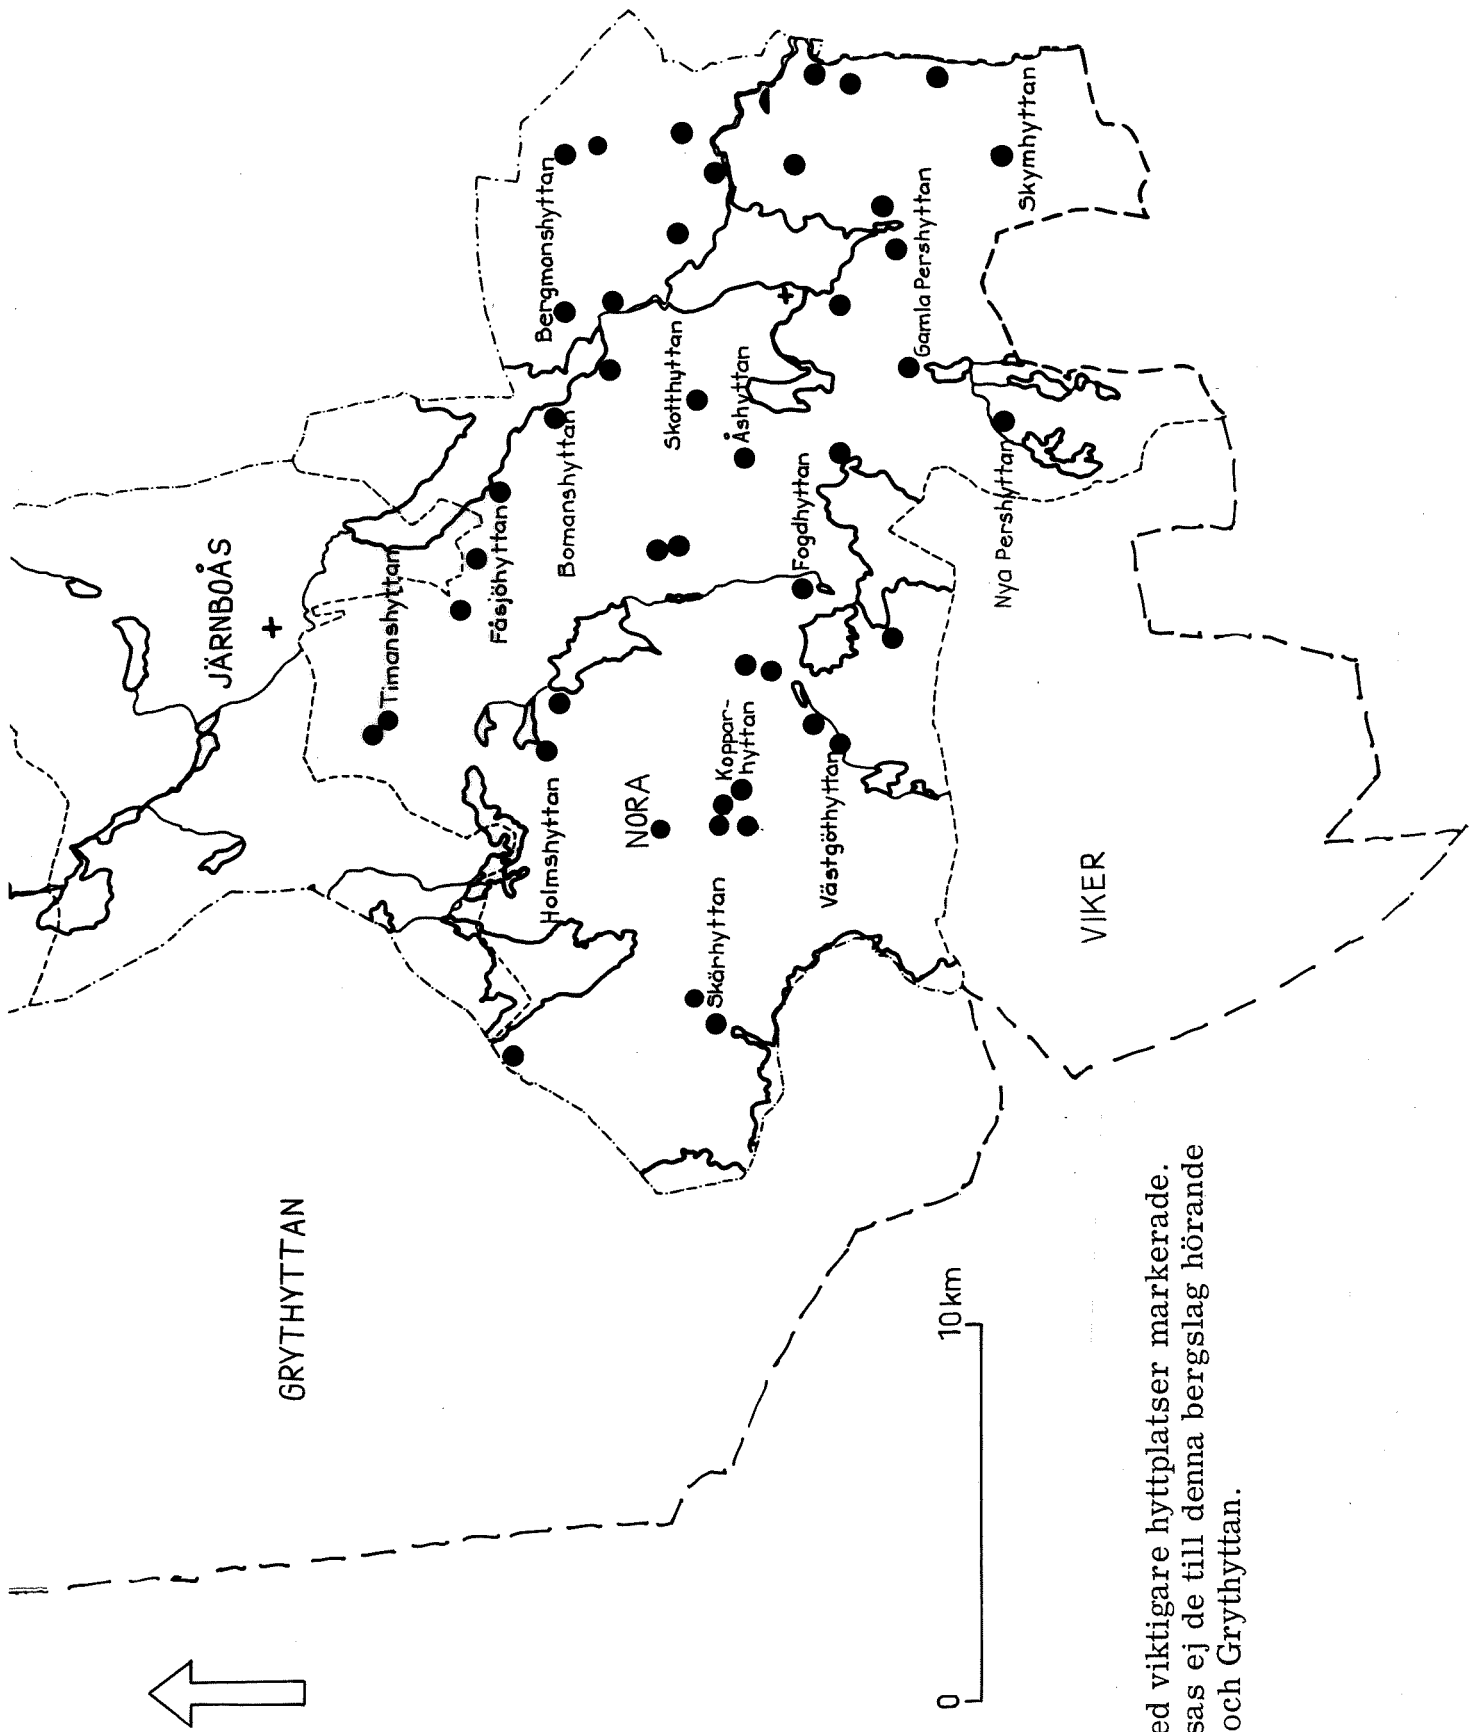 JÄRNBOÅS
GRYTHYTTAN
Timanshyttan
Fåsjöhyttan
Bergmanshyttan
Bomanshyttan
Holmshyttan
NORA
Skotthyttan
Åshyttan
Koppar-
hyttan
Skärhyttan
Fogdhyttan
Västgöthyttan
Gamla Pershyttan
Nya Pershyttan
Skymhyttan
VIKER
0
10 km
ed viktigare hyttplatser markerade.
sas ej de till denna bergslag hörande
och Grythyttan.